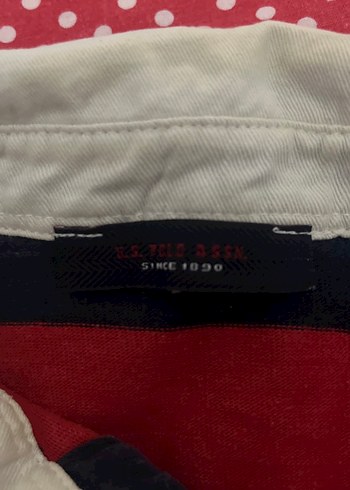 U.S. POLO ASSN.
SINCE 1890